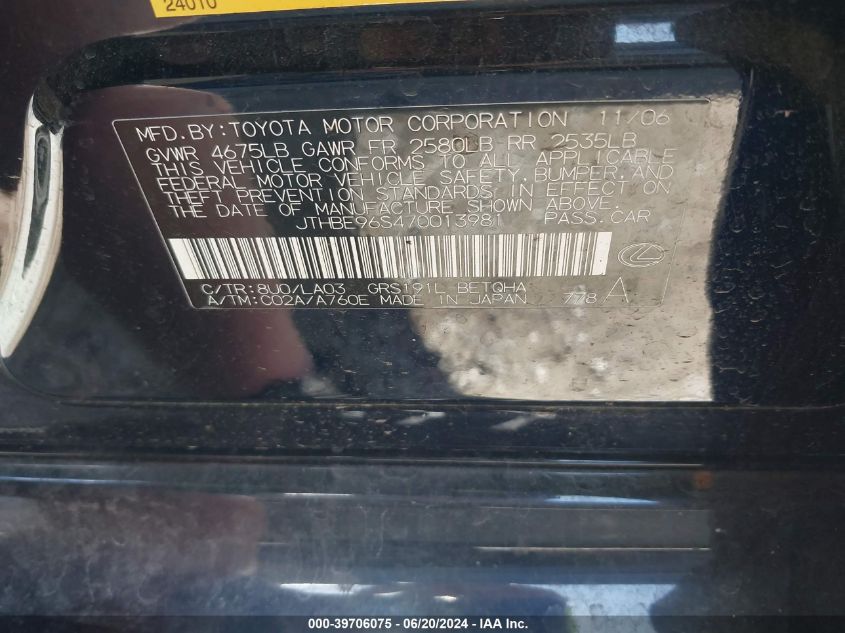 24010
MFD. BY: TOYOTA MOTOR CORPORATION 11/06
GVWR 4675LB GAWR FR 2580LB RR 2535LB
THIS VEHICLE CONFORMS TO ALL APPLICABLE
FEDERAL MOTOR VEHICLE SAFETY, BUMPER, AND
THEFT PREVENTION STANDARDS IN EFFECT ON
THE DATE OF MANUFACTURE SHOWN ABOVE.
JTHBE96S470013981 PASS.CAR
C/TR: 8U0/LA03 GRS191L BETQHA
A/TM: C02A/A760E MADE IN JAPAN 778 A
000-39706075 - 06/20/2024 - IAA Inc.